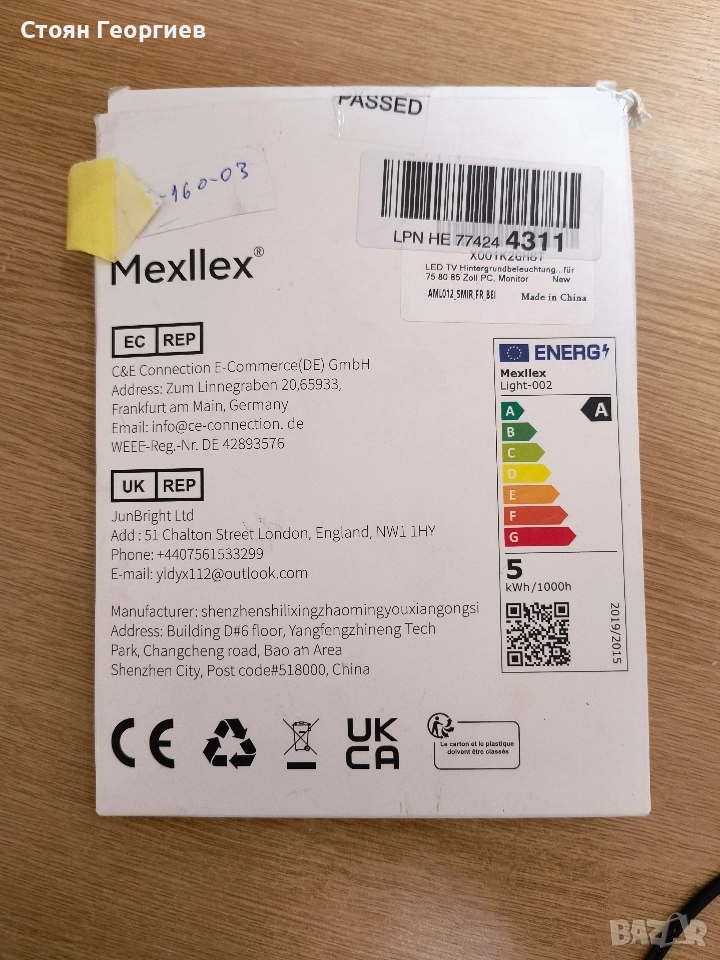 Стоян Георгиев
PASSED
-160-03
LPN HE 77424 4311
LED TV Hintergrundbeleuchtung...für
75 80 85 Zoll PC, Monitor New
AML012_SMIR_FR_BEI Made in China
Mexllex®
EC REP
C&E Connection E-Commerce(DE) GmbH
Address: Zum Linnegraben 20,65933,
Frankfurt am Main, Germany
Email: info@ce-connection. de
WEEE-Reg.-Nr. DE 42893576
UK REP
JunBright Ltd
Add : 51 Chalton Street London, England, NW1 1HY
Phone: +4407561533299
E-mail: yldyx112@outlook.com
Manufacturer: shenzhenshilixingzhaomingyouxiangongsi
Address: Building D#6 floor, Yangfengzhineng Tech
Park, Changcheng road, Bao an Area
Shenzhen City, Post code#518000, China
ENERG
Mexllex
Light-002
A
A
B
C
D
E
F
G
5
kWh/1000h
2019/2015
CE
UK
CA
Le carton et le plastique
doivent être classés
BAZAR